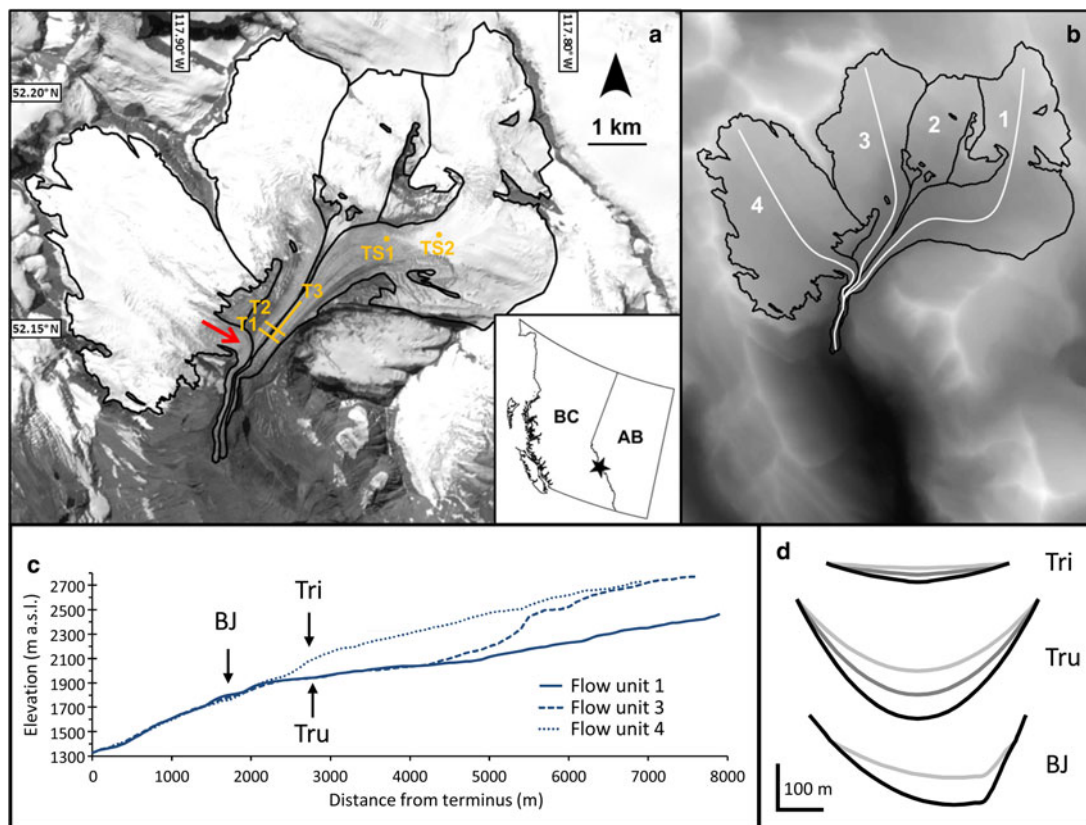 117.90° W
117.80° W
a
52.20° N
1 km
TS1
TS2
T3
T2
T1
52.15° N
BC
AB
b
1
2
3
4
c
Elevation (m a.s.l.)
2700
2500
2300
2100
1900
1700
1500
1300
BJ
Tri
Tru
Flow unit 1
Flow unit 3
Flow unit 4
0 1000 2000 3000 4000 5000 6000 7000 8000
Distance from terminus (m)
d
Tri
Tru
BJ
100 m